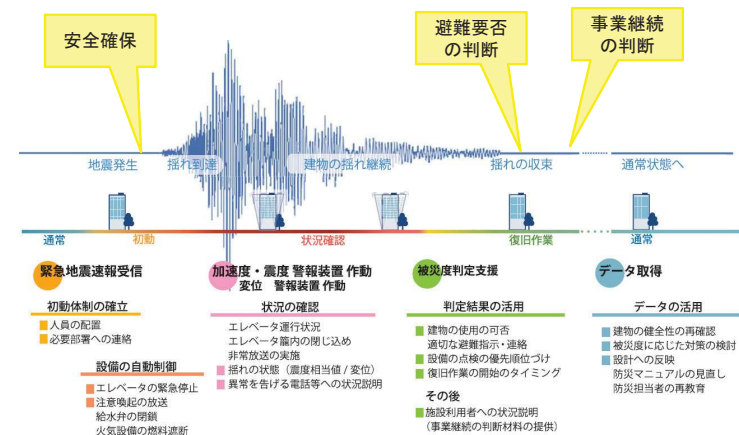 安全確保
避難要否
の判断
事業継続
の判断
地震発生
揺れ到達
建物の揺れ継続
揺れの収束
通常状態へ
通常
初動
状況確認
復旧作業
通常
緊急地震速報受信
初動体制の確立
人員の配置
必要部署への連絡
設備の自動制御
エレベータの緊急停止
注意喚起の放送
給水弁の閉鎖
火気設備の燃料遮断
加速度・震度 警報装置 作動
変位 警報装置 作動
状況の確認
エレベータ運行状況
エレベータ籠内の閉じ込め
非常放送の実施
揺れの状態（震度相当値 / 変位）
異常を告げる電話等への状況説明
被災度判定支援
判定結果の活用
建物の使用の可否
適切な避難指示・連絡
設備の点検の優先順位づけ
復旧作業の開始のタイミング
その後
施設利用者への状況説明
（事業継続の判断材料の提供）
データ取得
データの活用
建物の健全性の再確認
被災度に応じた対策の検討
設計への反映
防災マニュアルの見直し
防災担当者の再教育